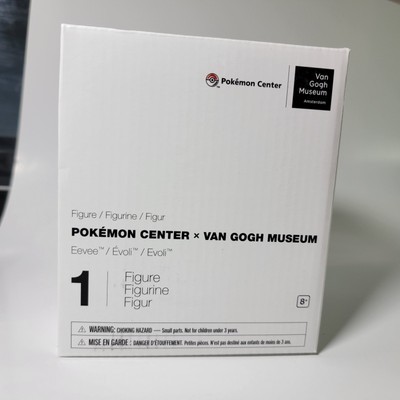 Pokémon Center
Van
Gogh
Museum
Amsterdam
Figure / Figurine / Figur
POKÉMON CENTER × VAN GOGH MUSEUM
Eevee™ / Évoli™ / Evoli™
1
Figure
Figurine
Figur
8+
WARNING: CHOKING HAZARD — Small parts. Not for children under 3 years.
MISE EN GARDE : DANGER D'ÉTOUFFEMENT. Petites pièces. N'est pas destiné aux enfants de moins de 3 ans.